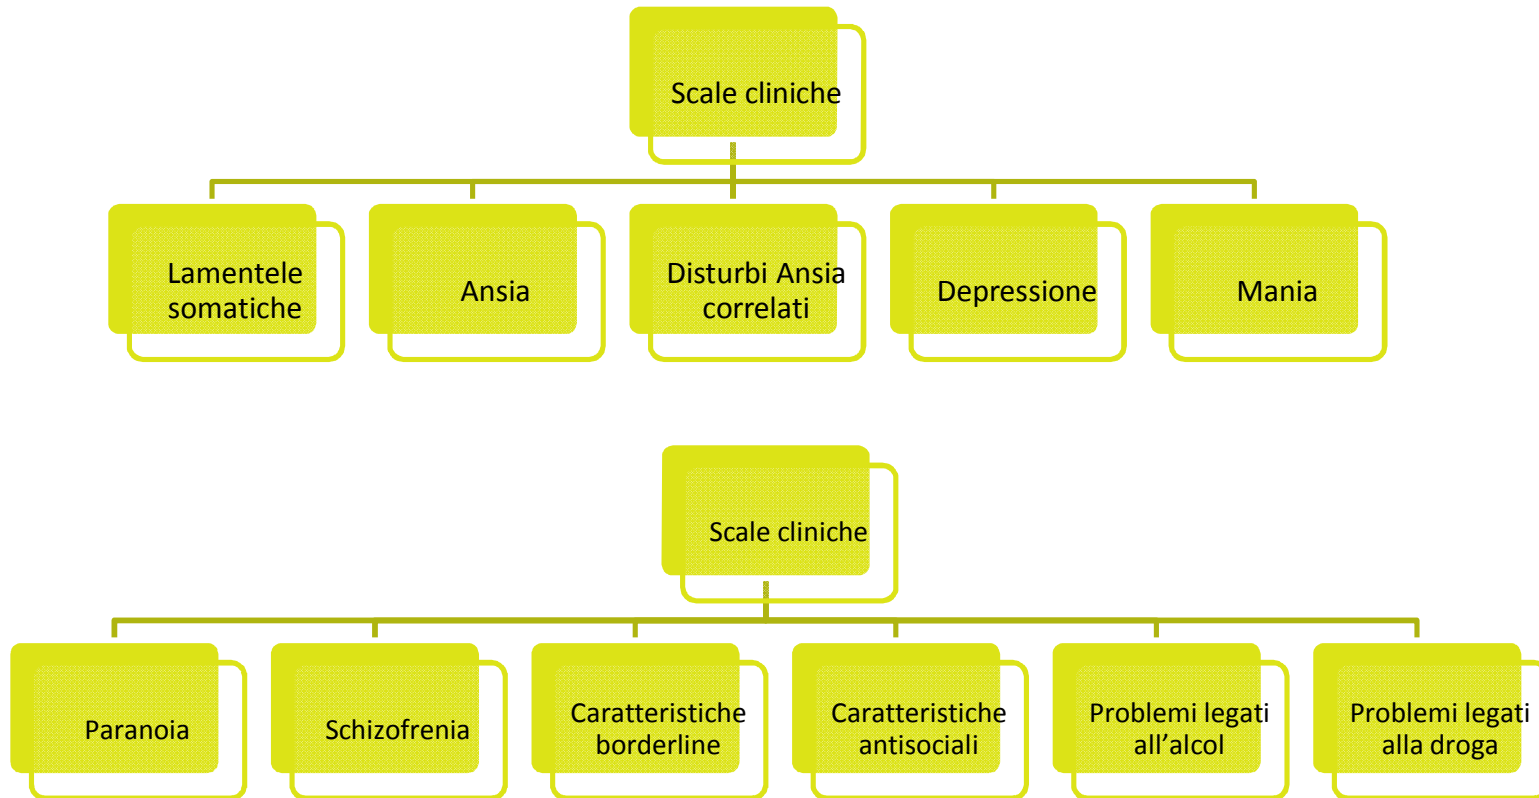 Scale cliniche
Lamentele
somatiche
Ansia
Disturbi Ansia
correlati
Depressione
Mania
Scale cliniche
Paranoia
Schizofrenia
Caratteristiche
borderline
Caratteristiche
antisociali
Problemi legati
all’alcol
Problemi legati
alla droga